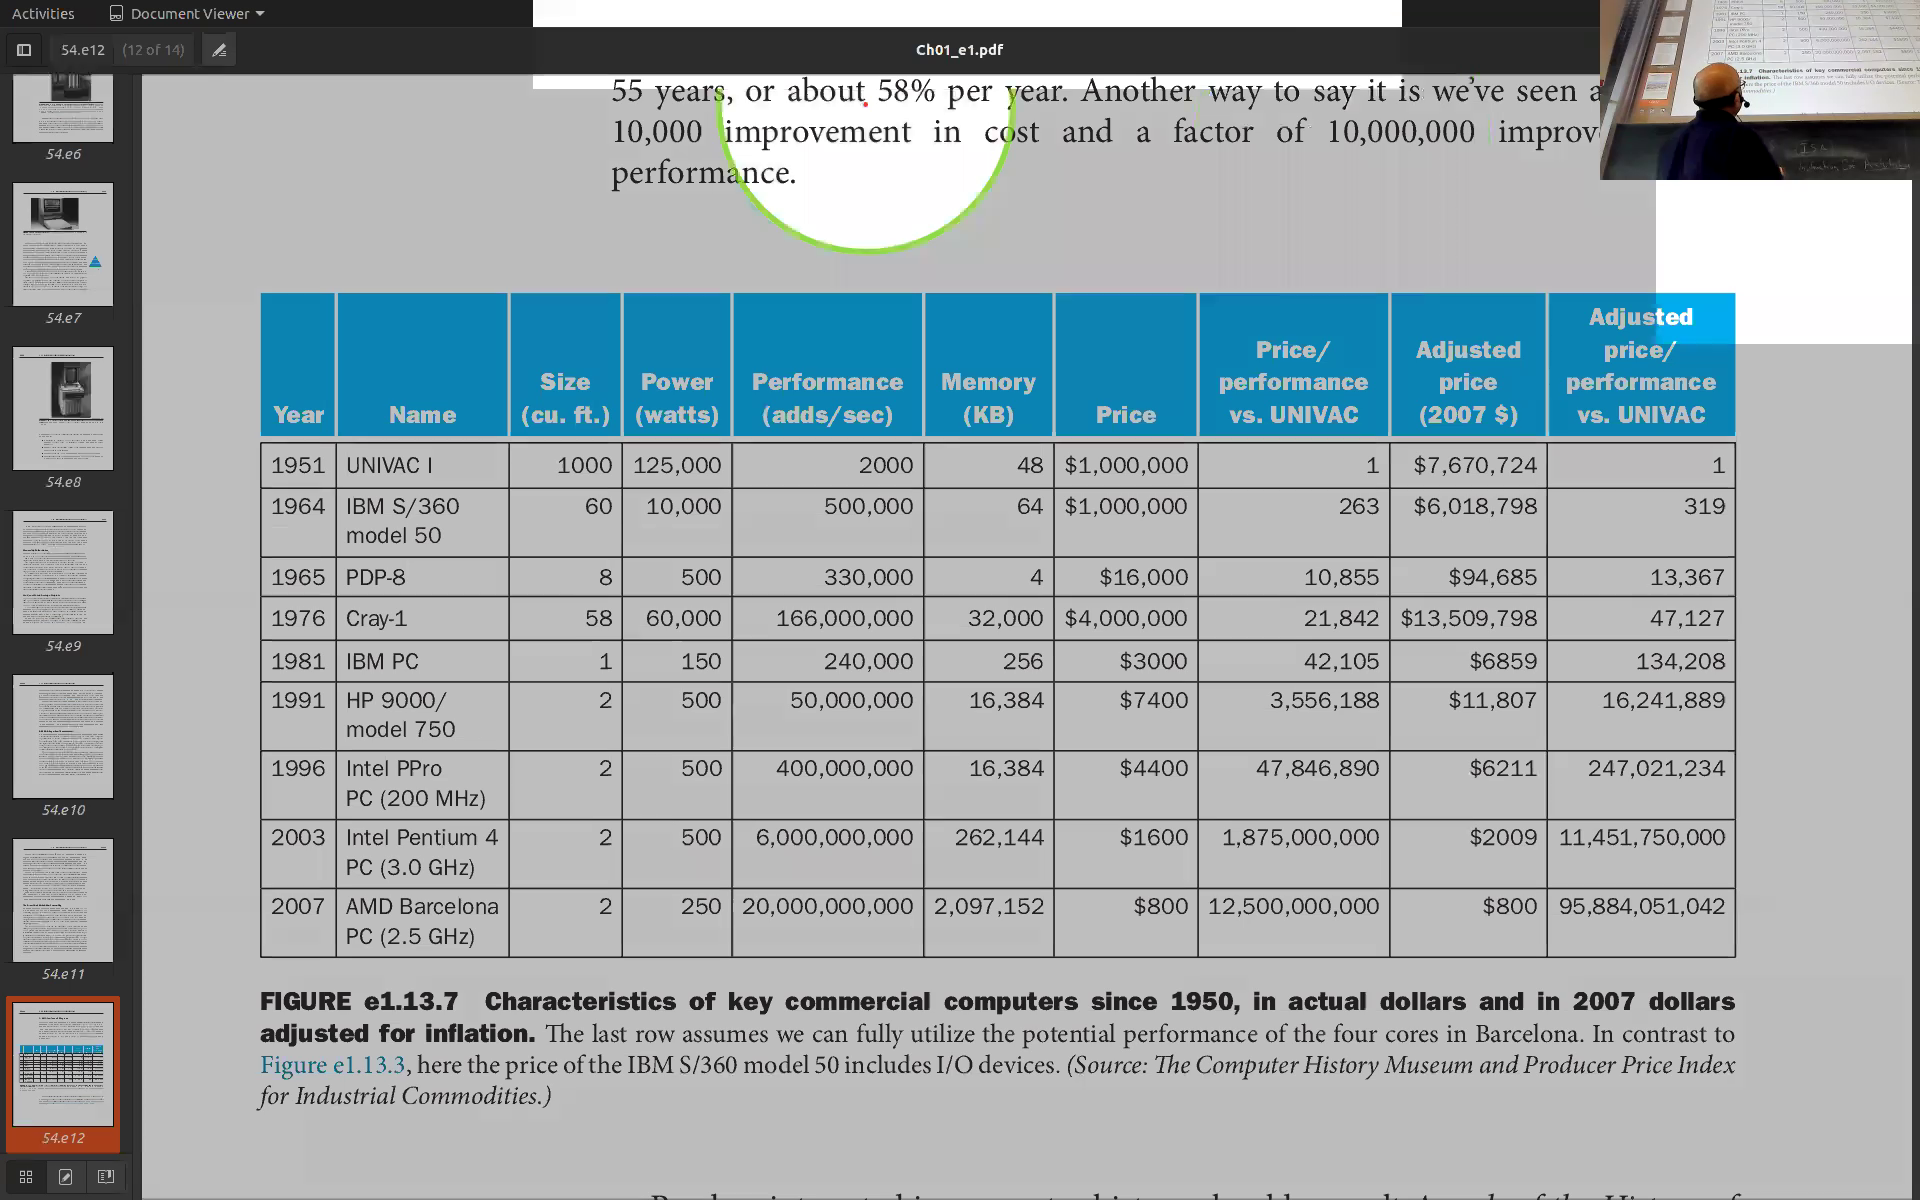 Activities
Document Viewer
54.e12 (12 of 14)
Ch01_e1.pdf
54.e6
54.e7
54.e8
54.e9
54.e10
54.e11
54.e12
55 years, or about 58% per year. Another way to say it is we've seen a
10,000 improvement in cost and a factor of 10,000,000 improv
performance.
Year Name Size (cu. ft.) Power (watts) Performance (adds/sec) Memory (KB) Price Price/ performance vs. UNIVAC Adjusted price (2007 $) Adjusted price/ performance vs. UNIVAC
1951 UNIVAC I 1000 125,000 2000 48 $1,000,000 1 $7,670,724 1
1964 IBM S/360 model 50 60 10,000 500,000 64 $1,000,000 263 $6,018,798 319
1965 PDP-8 8 500 330,000 4 $16,000 10,855 $94,685 13,367
1976 Cray-1 58 60,000 166,000,000 32,000 $4,000,000 21,842 $13,509,798 47,127
1981 IBM PC 1 150 240,000 256 $3000 42,105 $6859 134,208
1991 HP 9000/ model 750 2 500 50,000,000 16,384 $7400 3,556,188 $11,807 16,241,889
1996 Intel PPro PC (200 MHz) 2 500 400,000,000 16,384 $4400 47,846,890 $6211 247,021,234
2003 Intel Pentium 4 PC (3.0 GHz) 2 500 6,000,000,000 262,144 $1600 1,875,000,000 $2009 11,451,750,000
2007 AMD Barcelona PC (2.5 GHz) 2 250 20,000,000,000 2,097,152 $800 12,500,000,000 $800 95,884,051,042
FIGURE e1.13.7 Characteristics of key commercial computers since 1950, in actual dollars and in 2007 dollars
adjusted for inflation. The last row assumes we can fully utilize the potential performance of the four cores in Barcelona. In contrast to
Figure e1.13.3, here the price of the IBM S/360 model 50 includes I/O devices. (Source: The Computer History Museum and Producer Price Index
for Industrial Commodities.)